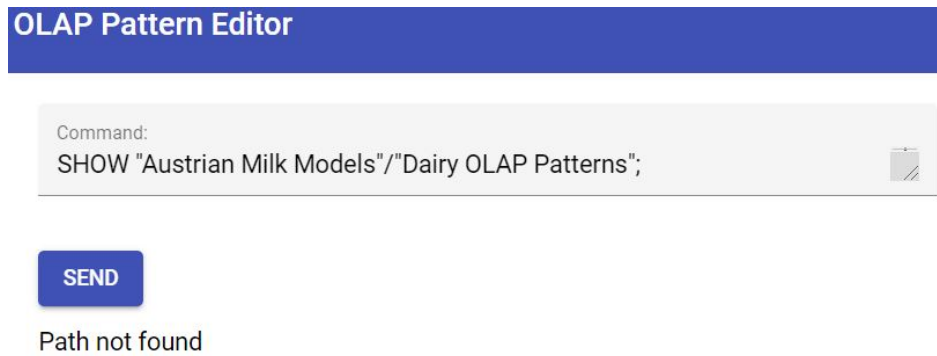 OLAP Pattern Editor
Command:
SHOW "Austrian Milk Models"/"Dairy OLAP Patterns";
SEND
Path not found